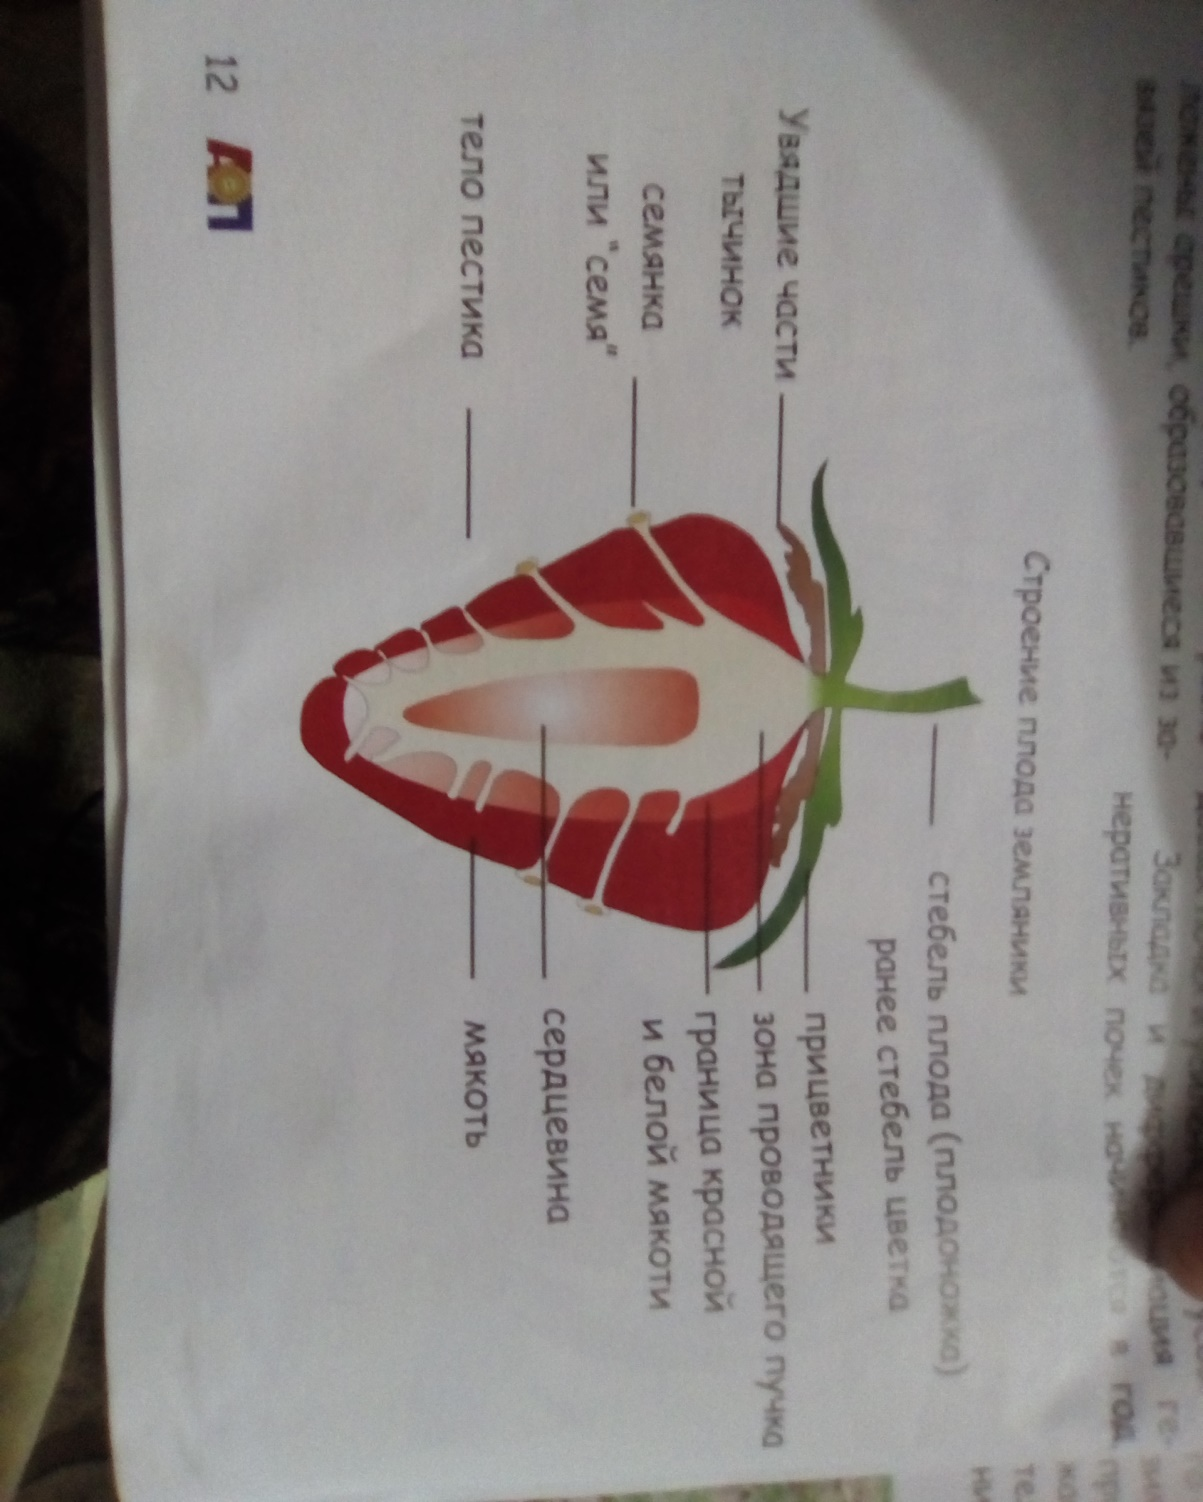 ложены орешки, образовавшиеся из за-
вязей пестиков.
Закладка и
неративных почек
Строение плода земляники
стебель плода (плодоножка)
ранее стебель цветка
Увядшие части
тычинок
прицветники
зона проводящего пучка
семянка
или "семя"
граница красной
и белой мякоти
сердцевина
тело пестика
мякоть
12